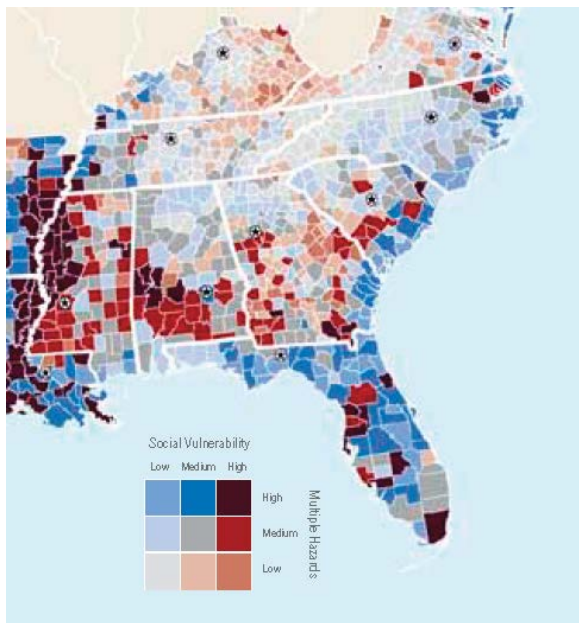 Social Vulnerability
Low Medium High
High
Medium
Low
Multiple Hazards